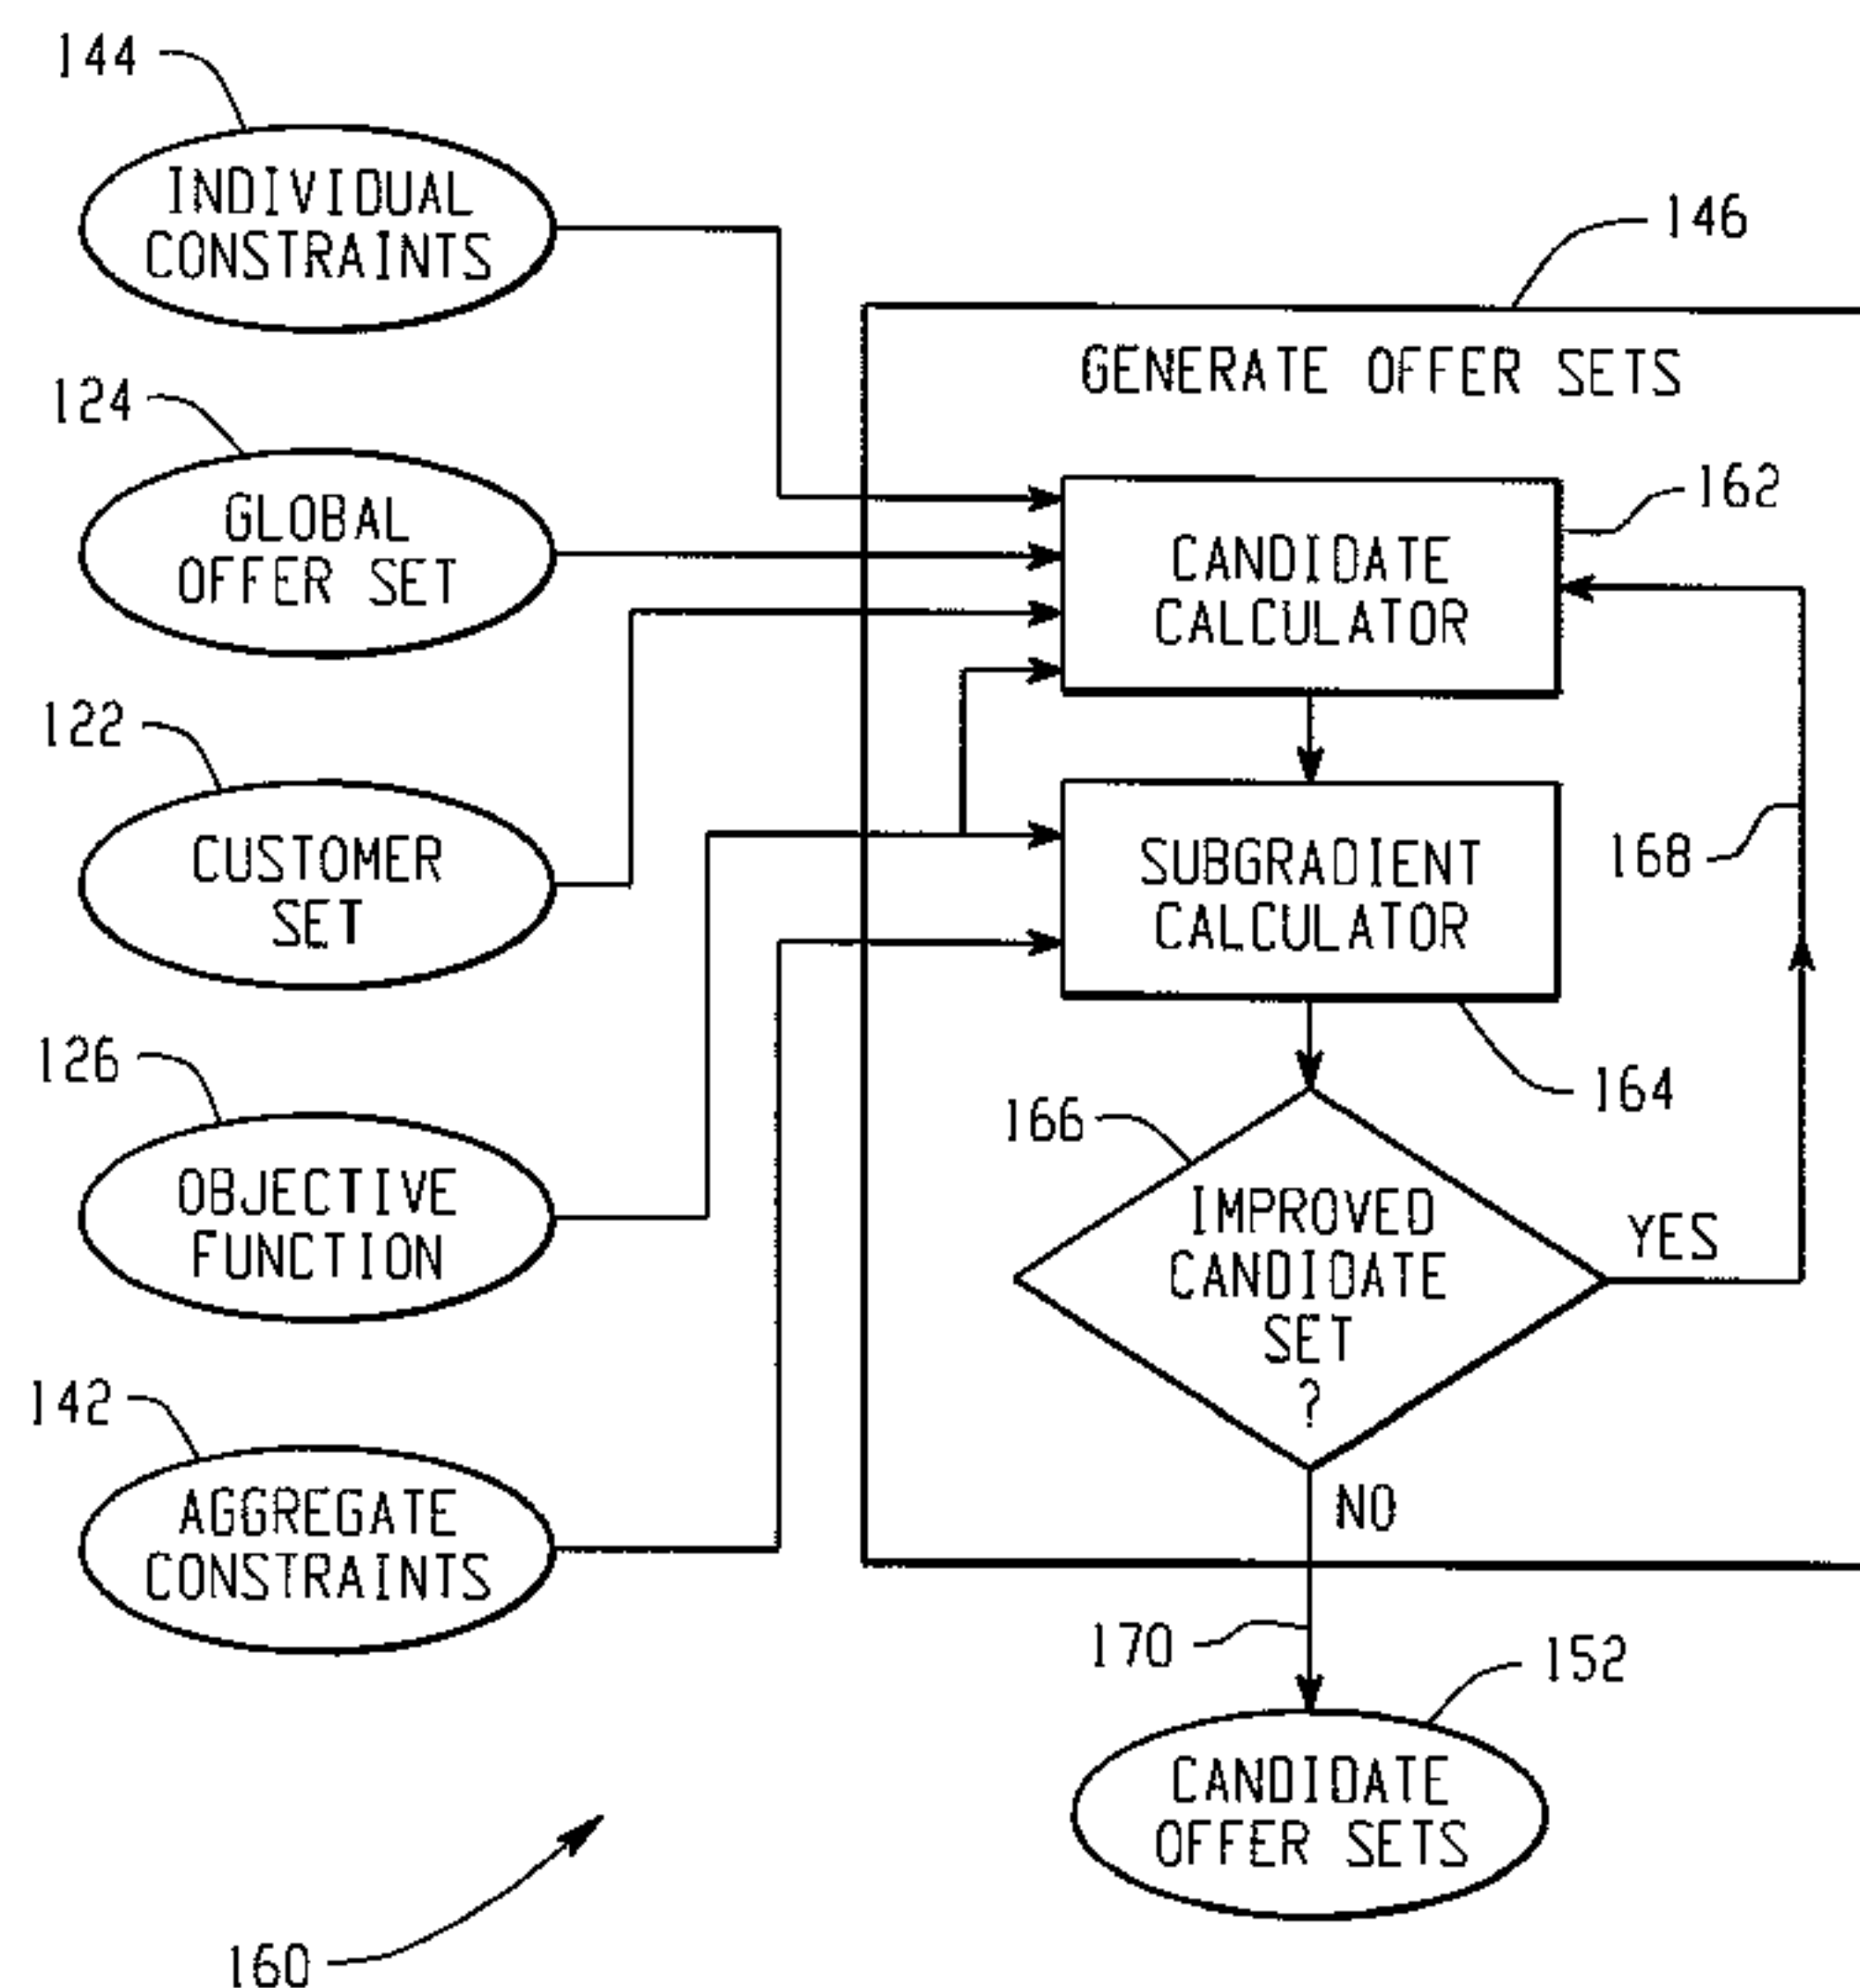 144
INDIVIDUAL
CONSTRAINTS
146
GENERATE OFFER SETS
124
GLOBAL
OFFER SET
162
CANDIDATE
CALCULATOR
122
CUSTOMER
SET
SUBGRADIENT
CALCULATOR
168
126
OBJECTIVE
FUNCTION
164
166
IMPROVED
CANDIDATE
SET
?
YES
NO
142
AGGREGATE
CONSTRAINTS
170
152
CANDIDATE
OFFER SETS
160